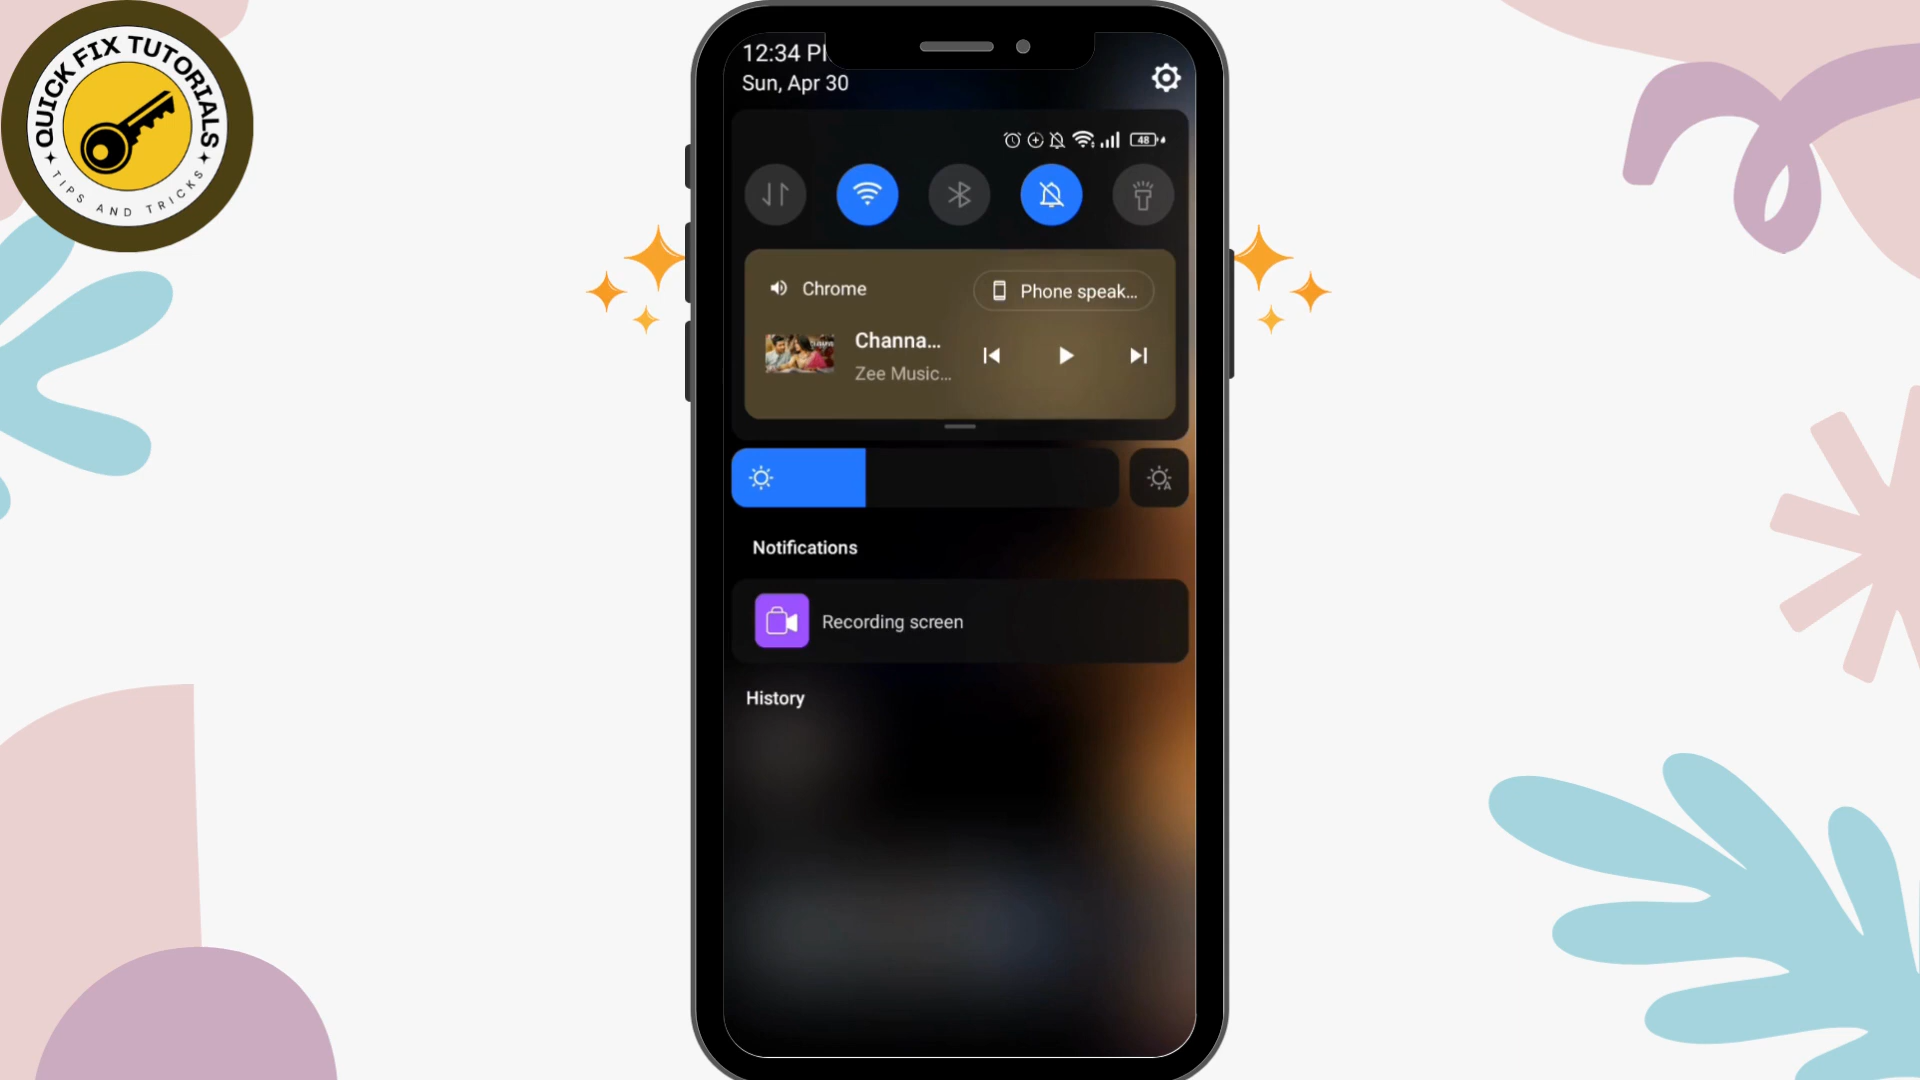 QUICK FIX TUTORIALS
TIPS AND TRICKS
12:34 P
Sun, Apr 30
48
Chrome
Phone speak...
Channa...
Zee Music...
A
Notifications
Recording screen
History